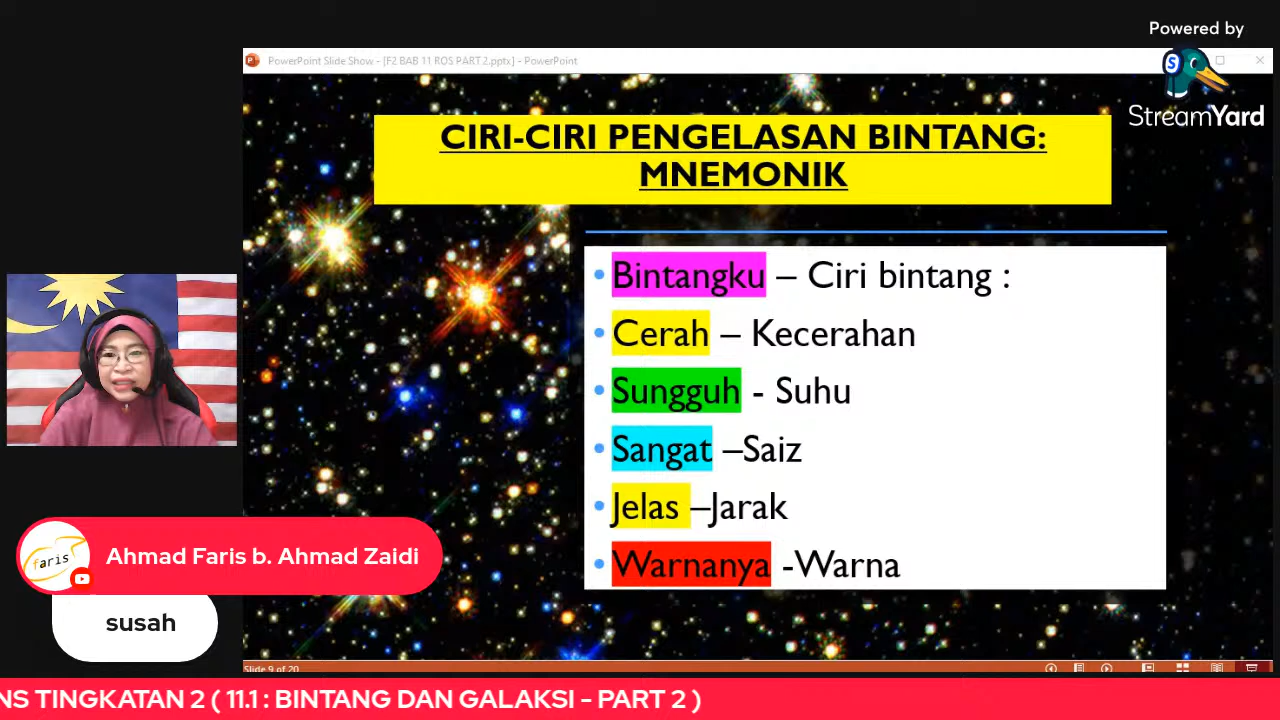 Powered by
StreamYard
PowerPoint Slide Show - [F2 BAB 11 ROS PART 2.pptx] - PowerPoint
CIRI-CIRI PENGELASAN BINTANG:
MNEMONIK
• Bintangku – Ciri bintang :
• Cerah – Kecerahan
• Sungguh - Suhu
• Sangat –Saiz
• Jelas –Jarak
• Warnanya -Warna
faris
Ahmad Faris b. Ahmad Zaidi
susah
Slide 9 of 20
NS TINGKATAN 2 ( 11.1 : BINTANG DAN GALAKSI - PART 2 )